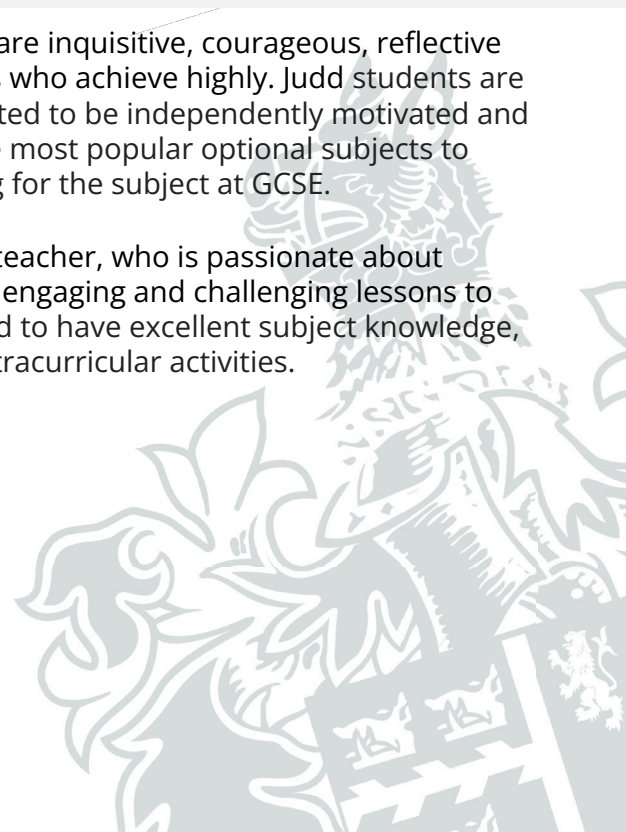 are inquisitive, courageous, reflective
who achieve highly. Judd students are
ted to be independently motivated and
most popular optional subjects to
for the subject at GCSE.
teacher, who is passionate about
engaging and challenging lessons to
d to have excellent subject knowledge,
tracurricular activities.